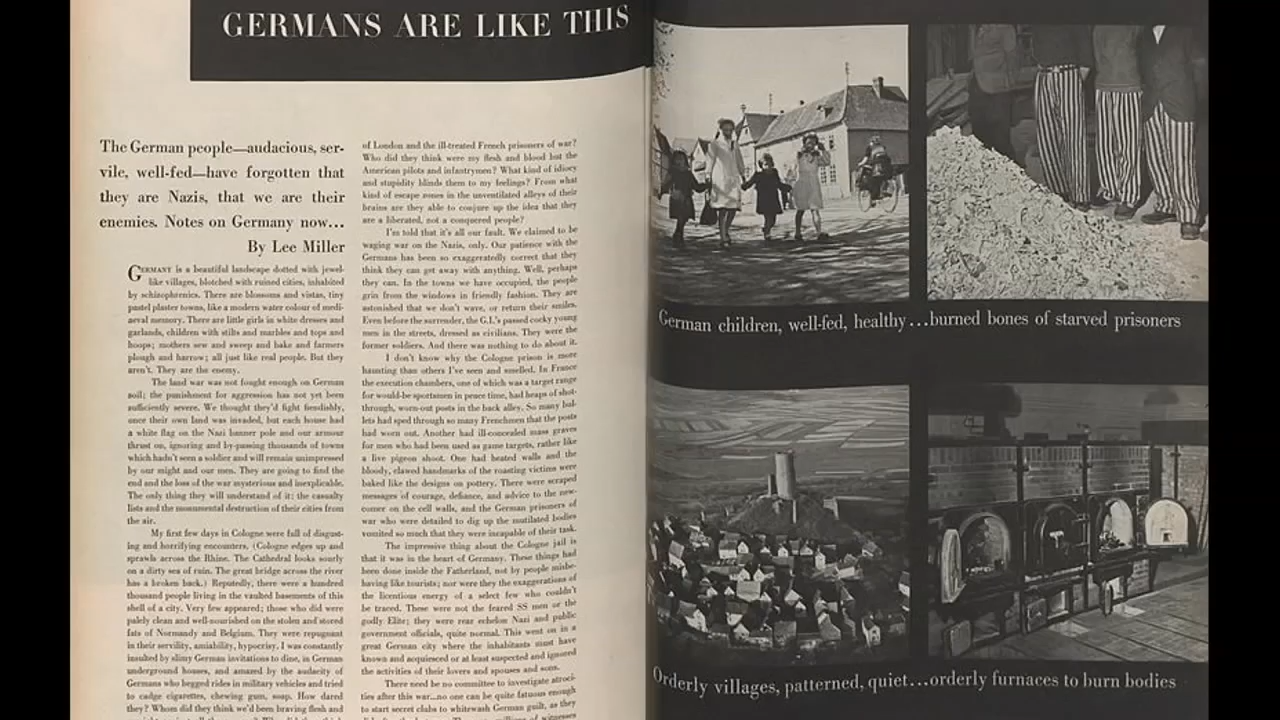 GERMANS ARE LIKE THIS
The German people—audacious, ser-
vile, well-fed—have forgotten that
they are Nazis, that we are their
enemies. Notes on Germany now...
By Lee Miller
GERMANY is a beautiful landscape dotted with jewel-
like villages, blotched with ruined cities, inhabited
by schizophrenics. There are blossoms and vistas, tiny
pastel plaster towns, like a modern water colour of medi-
aeval memory. There are little girls in white dresses and
garlands, children with stilts and marbles and tops and
hoops; mothers sew and sweep and bake and farmers
plough and harrow; all just like real people. But they
aren't. They are the enemy.
The land war was not fought enough on German
soil; the punishment for aggression has not yet been
sufficiently severe. We thought they'd fight fiendishly,
once their own land was invaded, but each house had
a white flag on the Nazi banner pole and our armour
thrust on, ignoring and by-passing thousands of towns
which hadn't seen a soldier and will remain unimpressed
by our might and our men. They are going to find the
end and the loss of the war mysterious and inexplicable.
The only thing they will understand of it: the casualty
lists and the monumental destruction of their cities from
the air.
My first few days in Cologne were full of disgust-
ing and horrifying encounters. (Cologne edges up and
sprawls across the Rhine. The Cathedral looks sourly
on a dirty sea of ruin. The great bridge across the river
has a broken back.) Reputedly, there were a hundred
thousand people living in the vaulted basements of this
shell of a city. Very few appeared; those who did were
palely clean and well-nourished on the stolen and stored
fats of Normandy and Belgium. They were repugnant
in their servility, amiability, hypocrisy. I was constantly
insulted by slimy German invitations to dine, in German
underground houses, and amazed by the audacity of
Germans who begged rides in military vehicles and tried
to cadge cigarettes, chewing gum, soap. How dared
they? Whom did they think we'd been braving flesh and
of London and the ill-treated French prisoners of war?
Who did they think were my flesh and blood but the
American pilots and infantrymen? What kind of idiocy
and stupidity blinds them to my feelings? From what
kind of escape zones in the unventilated alleys of their
brains are they able to conjure up the idea that they
are a liberated, not a conquered people?
I'm told that it's all our fault. We claimed to be
waging war on the Nazis, only. Our patience with the
Germans has been so exaggeratedly correct that they
think they can get away with anything. Well, perhaps
they can. In the towns we have occupied, the people
grin from the windows in friendly fashion. They are
astonished that we don't wave, or return their smiles.
Even before the surrender, the G.I.'s passed cocky young
men in the streets, dressed as civilians. They were the
former soldiers. And there was nothing to do about it.
I don't know why the Cologne prison is more
haunting than others I've seen and smelled. In France
the execution chambers, one of which was a target range
for would-be sportsmen in peace time, had heaps of shot-
through, worn-out posts in the back alley. So many bul-
lets had sped through so many Frenchmen that the posts
had worn out. Another had ill-concealed mass graves
for men who had been used as game targets, rather like
a live pigeon shoot. One had heated walls and the
bloody, clawed handmarks of the roasting victims were
baked like the designs on pottery. There were scraped
messages of courage, defiance, and advice to the new-
comer on the cell walls, and the German prisoners of
war who were detailed to dig up the mutilated bodies
vomited so much that they were incapable of their task.
The impressive thing about the Cologne jail is
that it was in the heart of Germany. These things had
been done inside the Fatherland, not by people misbe-
having like tourists; nor were they the exaggerations of
the licentious energy of a select few who couldn't
be traced. These were not the feared SS men or the
godly Elite; they were rear echelon Nazi and public
government officials, quite normal. This went on in a
great German city where the inhabitants must have
known and acquiesced or at least suspected and ignored
the activities of their lovers and spouses and sons.
There need be no committee to investigate atroci-
ties after this war...no one can be quite fatuous enough
to start secret clubs to whitewash German guilt, as they
German children, well-fed, healthy...burned bones of starved prisoners
Orderly villages, patterned, quiet...orderly furnaces to burn bodies